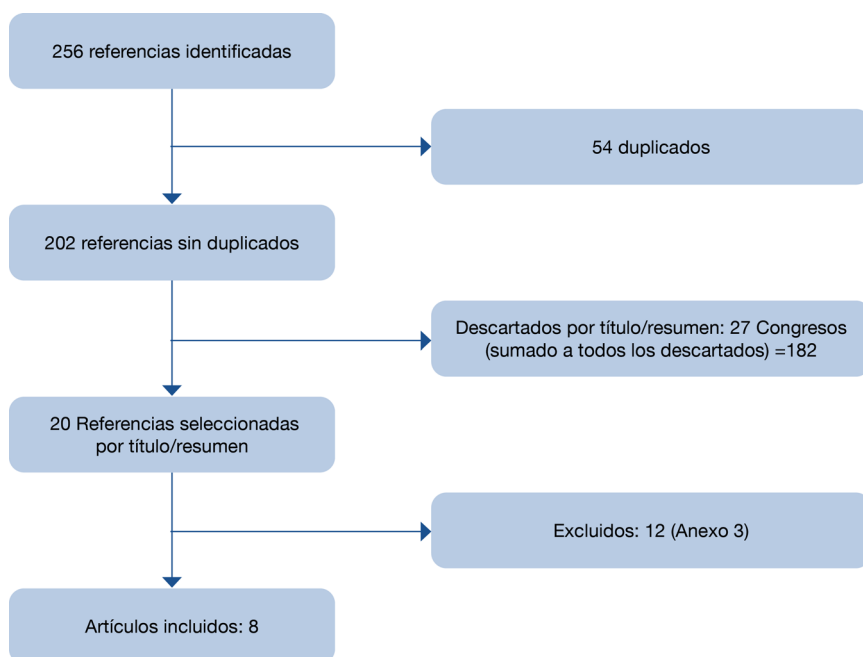 256 referencias identificadas
54 duplicados
202 referencias sin duplicados
Descartados por título/resumen: 27 Congresos
(sumado a todos los descartados) =182
20 Referencias seleccionadas
por título/resumen
Excluidos: 12 (Anexo 3)
Artículos incluidos: 8